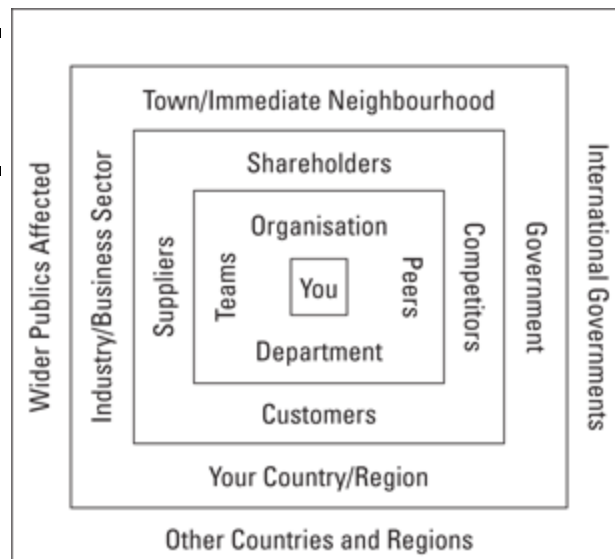 Town/Immediate Neighbourhood
Shareholders
Organisation
You
Department
Customers
Your Country/Region
Other Countries and Regions
Wider Publics Affected
Industry/Business Sector
Suppliers
Teams
Peers
Competitors
Government
International Governments